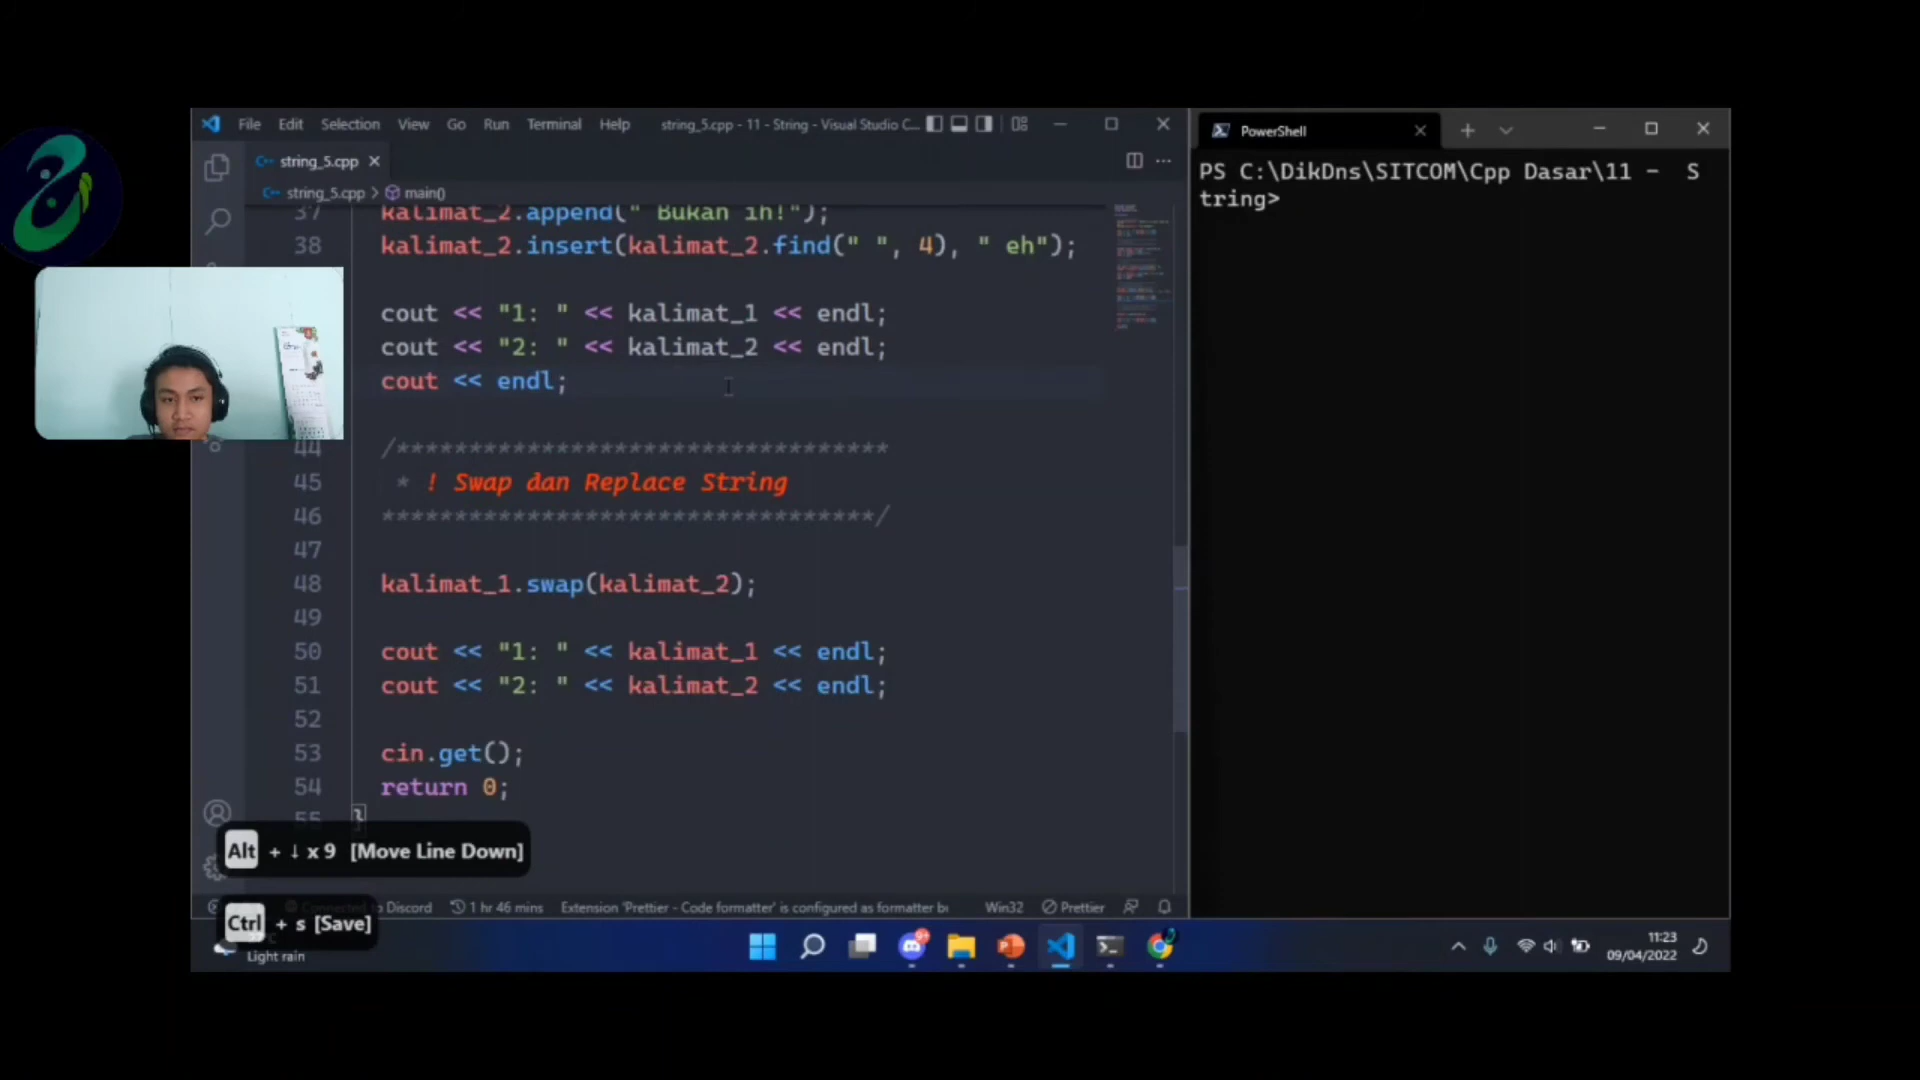 File Edit Selection View Go Run Terminal Help string_5.cpp - 11 - String - Visual Studio C...
string_5.cpp
string_5.cpp > main()
37 kalimat_2.append(" Bukan ih!");
38 kalimat_2.insert(kalimat_2.find(" ", 4), " eh");
cout << "1: " << kalimat_1 << endl;
cout << "2: " << kalimat_2 << endl;
cout << endl;
44 /**********************************
45 * ! Swap dan Replace String
46 **********************************/
47
48 kalimat_1.swap(kalimat_2);
49
50 cout << "1: " << kalimat_1 << endl;
51 cout << "2: " << kalimat_2 << endl;
52
53 cin.get();
54 return 0;
55 }
Alt + ↓ x 9 [Move Line Down]
Ctrl + s [Save]
Discord 1 hr 46 mins Extension 'Prettier - Code formatter' is configured as formatter b Win32 Prettier
PowerShell
PS C:\DikDns\SITCOM\Cpp Dasar\11 - S
tring>
Light rain
11:23
09/04/2022